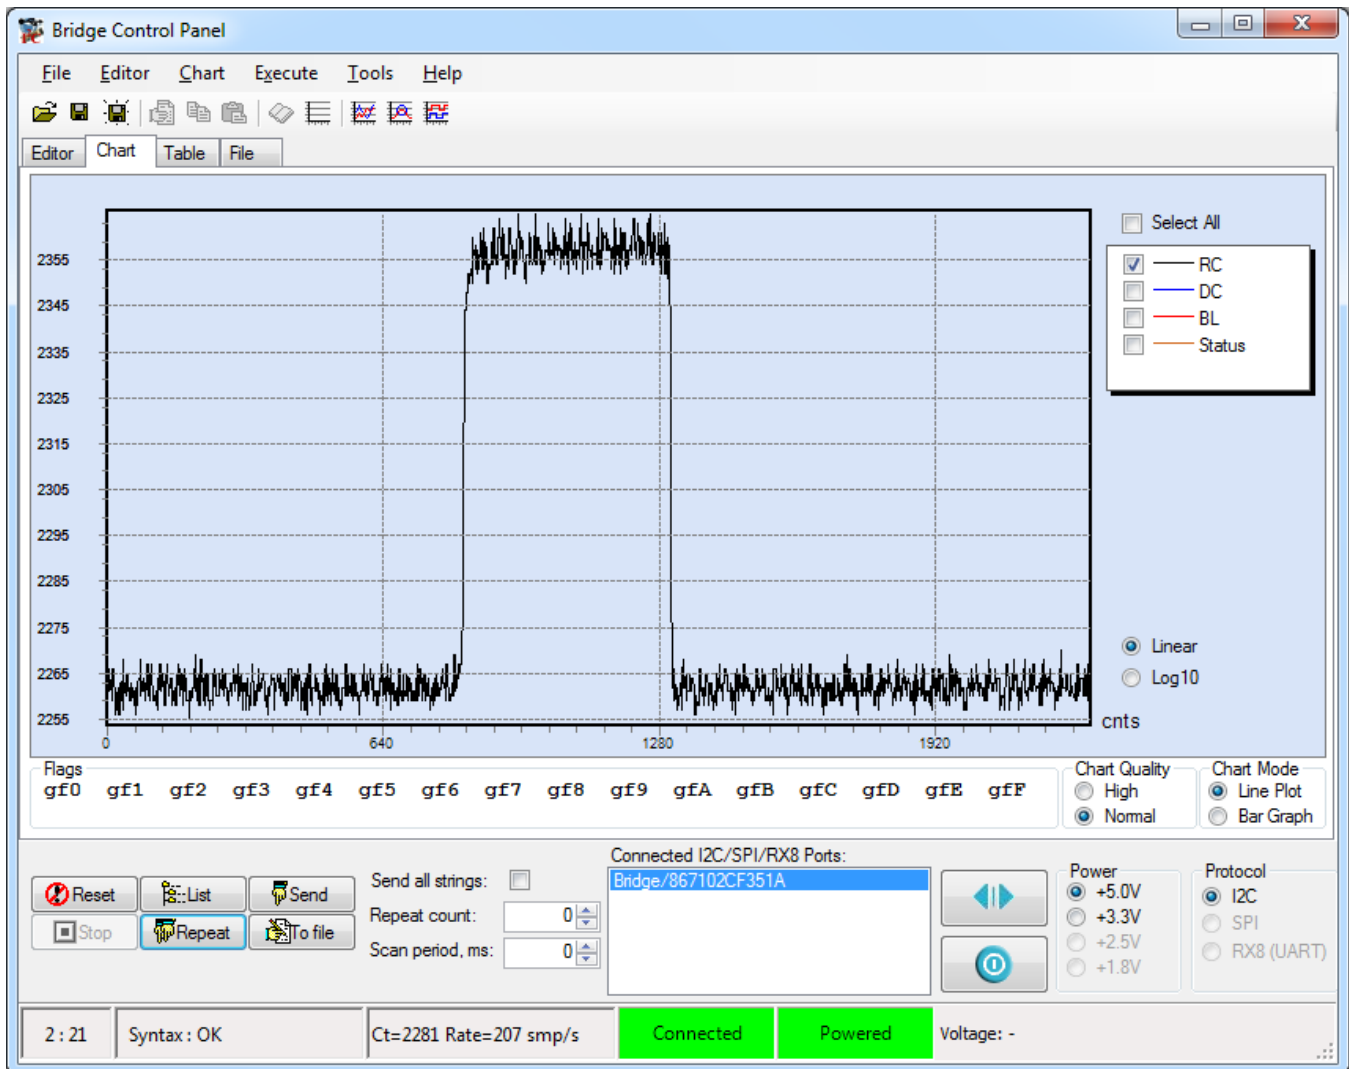 Bridge Control Panel
File Editor Chart Execute Tools Help
Editor Chart Table File
Select All
RC
DC
BL
Status
2355
2345
2335
2325
2315
2305
2295
2285
2275
2265
2255
Linear
Log10
cnts
0 640 1280 1920
Flags
gf0 gf1 gf2 gf3 gf4 gf5 gf6 gf7 gf8 gf9 gfA gfB gfC gfD gfE gfF
Chart Quality
High
Normal
Chart Mode
Line Plot
Bar Graph
Reset List Send
Stop Repeat To file
Send all strings:
Repeat count: 0
Scan period, ms: 0
Connected I2C/SPI/RX8 Ports:
Bridge/867102CF351A
Power
+5.0V
+3.3V
+2.5V
+1.8V
Protocol
I2C
SPI
RX8 (UART)
2 : 21 Syntax : OK Ct=2281 Rate=207 smp/s Connected Powered Voltage: -